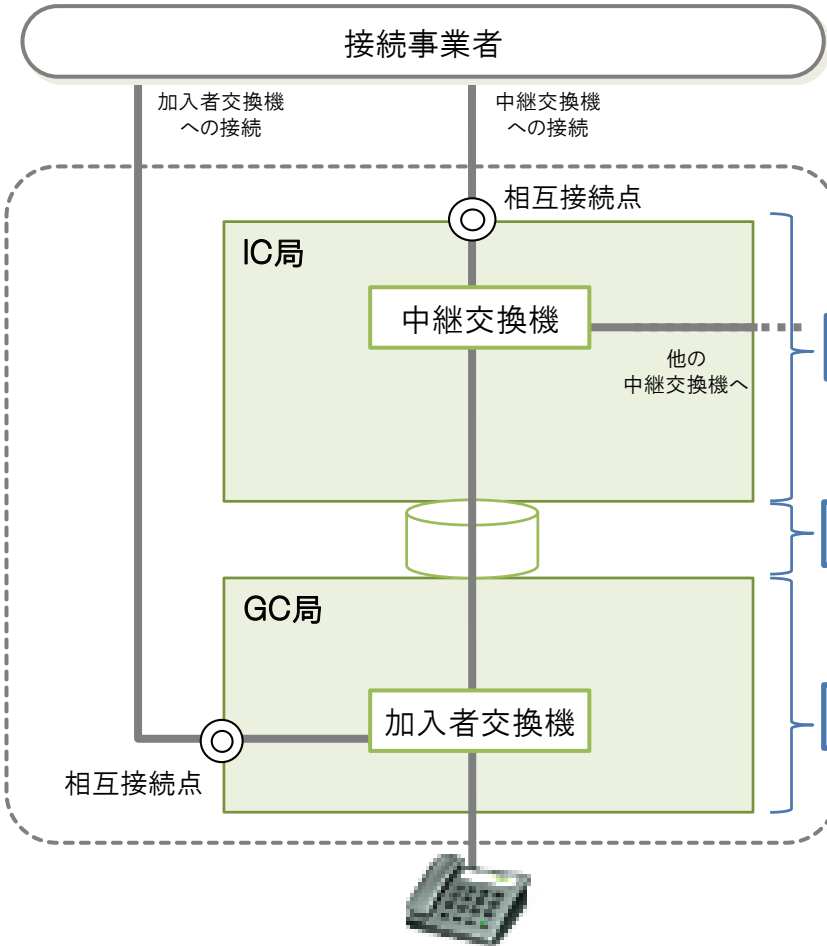 接続事業者
加入者交換機
への接続
中継交換機
への接続
相互接続点
IC局
中継交換機
他の
中継交換機へ
GC局
加入者交換機
相互接続点